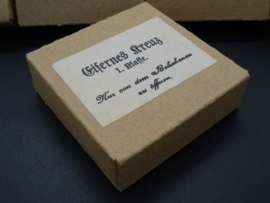 Eisernes Kreuz
1. Klasse.
Nur von dem Beliehenen
zu öffnen.